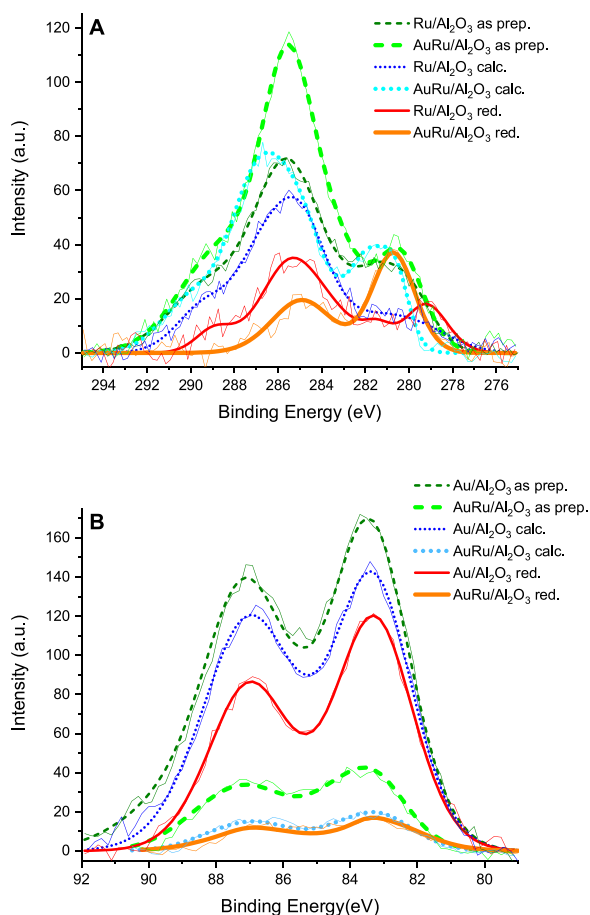 A
Ru/Al₂O₃ as prep.
AuRu/Al₂O₃ as prep.
Ru/Al₂O₃ calc.
AuRu/Al₂O₃ calc.
Ru/Al₂O₃ red.
AuRu/Al₂O₃ red.
Intensity (a.u.)
120
100
80
60
40
20
0
294 292 290 288 286 284 282 280 278 276
Binding Energy (eV)
B
Au/Al₂O₃ as prep.
AuRu/Al₂O₃ as prep.
Au/Al₂O₃ calc.
AuRu/Al₂O₃ calc.
Au/Al₂O₃ red.
AuRu/Al₂O₃ red.
Intensity (a.u.)
160
140
120
100
80
60
40
20
0
92 90 88 86 84 82 80
Binding Energy(eV)